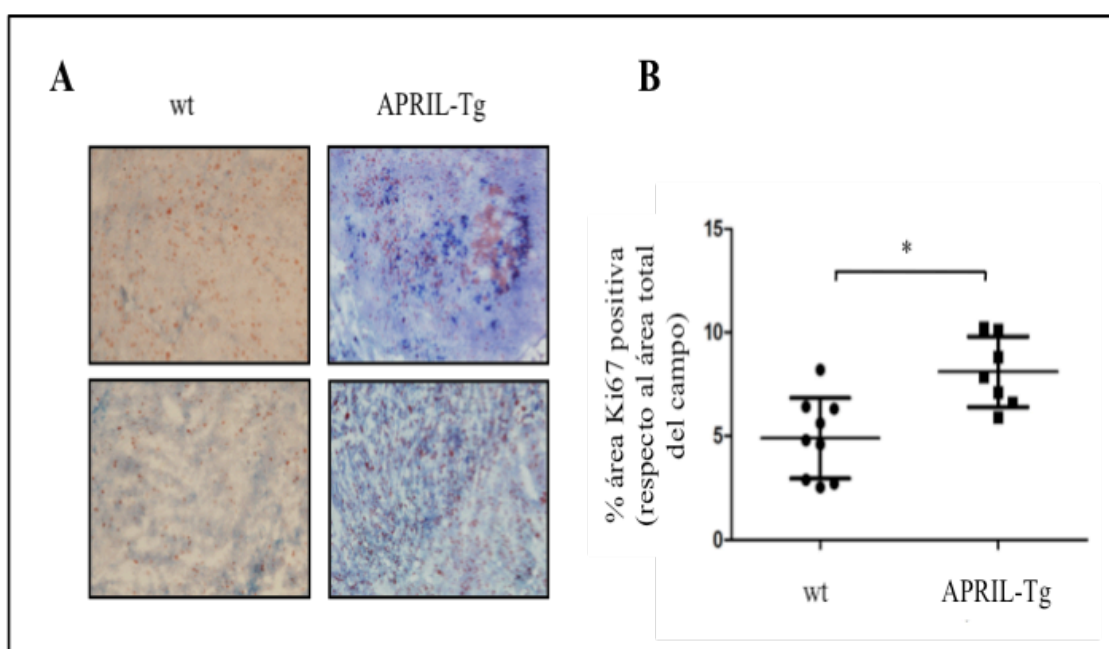 A
wt
APRIL-Tg
B
% área Ki67 positiva
(respecto al área total
del campo)
15
10
5
0
*
wt
APRIL-Tg